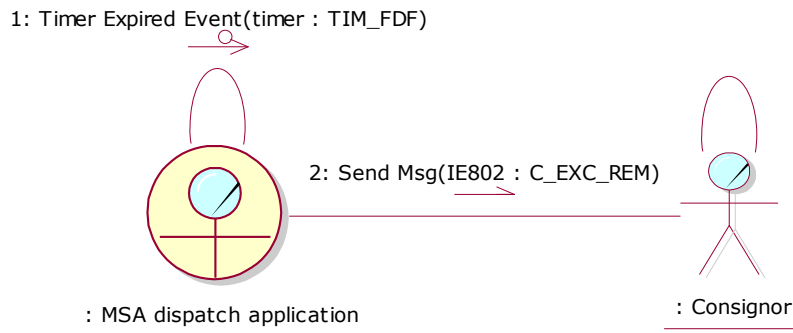 1: Timer Expired Event(timer : TIM_FDF)
2: Send Msg(IE802 : C_EXC_REM)
: MSA dispatch application
: Consignor